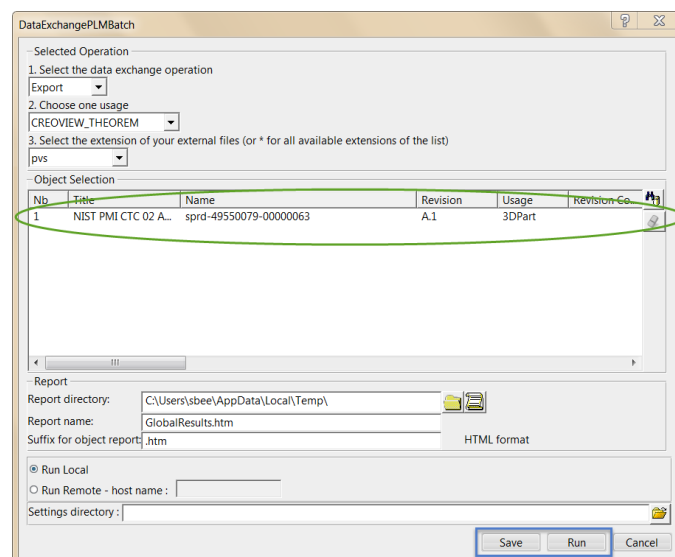 DataExchangePLMBatch
Selected Operation
1. Select the data exchange operation
Export
2. Choose one usage
CREOVIEW_THEOREM
3. Select the extension of your external files (or * for all available extensions of the list)
pvs
Object Selection
Nb Title Name Revision Usage Revision Co..
1 NIST PMI CTC 02 A... sprd-49550079-00000063 A.1 3DPart
Report
Report directory: C:\Users\sbee\AppData\Local\Temp\
Report name: GlobalResults.htm
Suffix for object report: .htm HTML format
Run Local
Run Remote - host name :
Settings directory :
Save Run Cancel